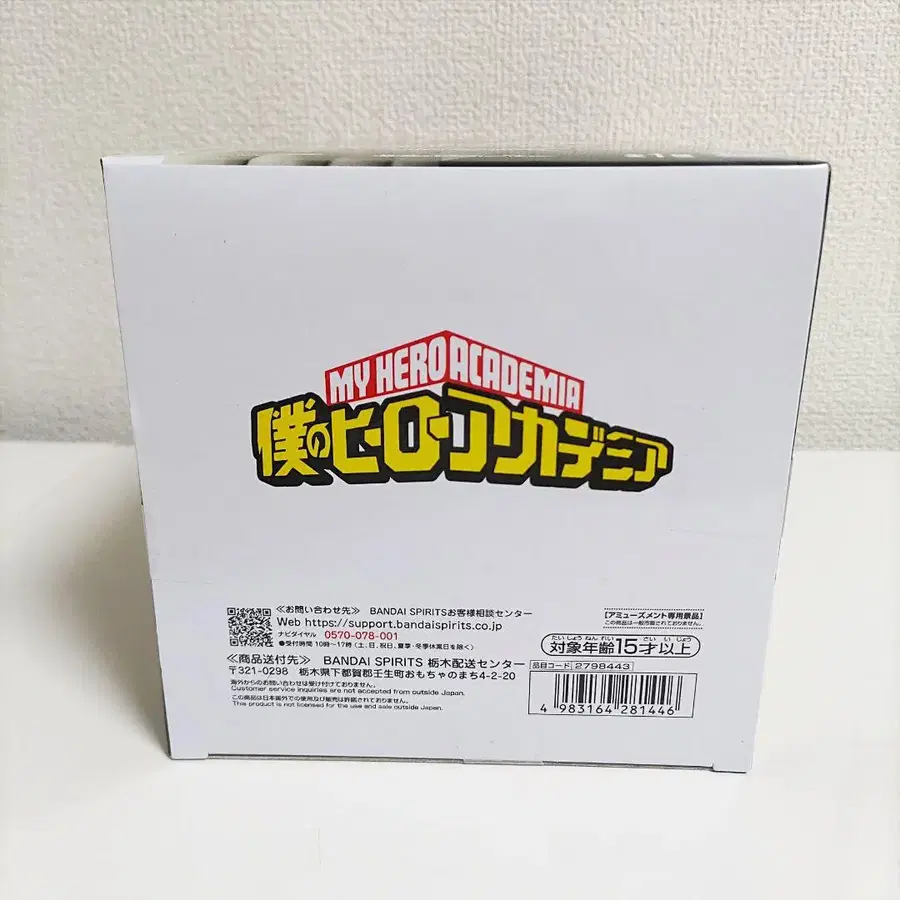 MY HERO ACADEMIA
僕のヒーローアカデミア
≪お問い合わせ先≫ BANDAI SPIRITSお客様相談センター
Web https://support.bandaispirits.co.jp
ナビダイヤル 0570-078-001
●受付時間 10時～17時(土、日、祝日、夏季・冬季休業日を除く)
≪商品送付先≫ BANDAI SPIRITS 栃木配送センター
〒321-0298 栃木県下都賀郡壬生町おもちゃのまち4-2-20
海外からのお問い合わせは受け付けておりません。
Customer service inquiries are not accepted from outside Japan.
この商品は日本国外での使用及び販売は許諾されておりません。
This product is not licensed for the use and sale outside Japan.
【アミューズメント専用景品】
この商品は一般市販されておりません。
たいしょうねんれい さい いじょう
対象年齢15才以上
品目コード 2798443
4 983164 281446